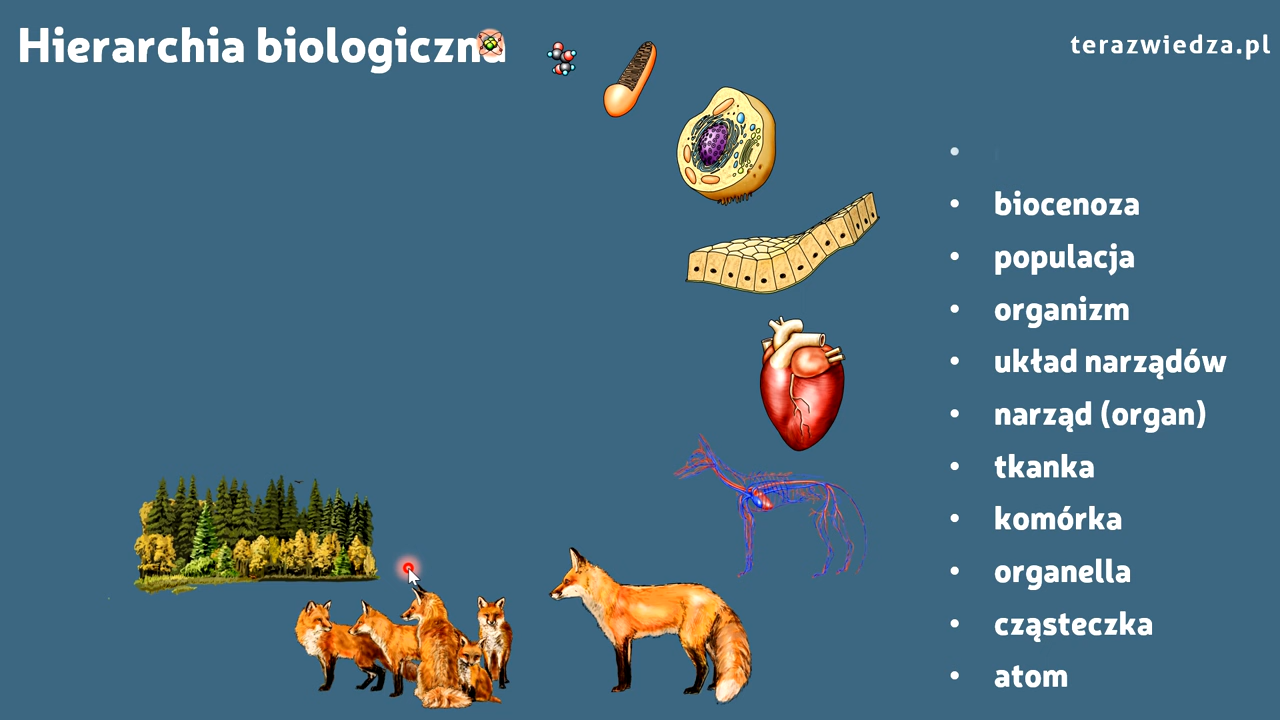 Hierarchia biologiczna
terazwiedza.pl
•
• biocenoza
• populacja
• organizm
• układ narządów
• narząd (organ)
• tkanka
• komórka
• organella
• cząsteczka
• atom